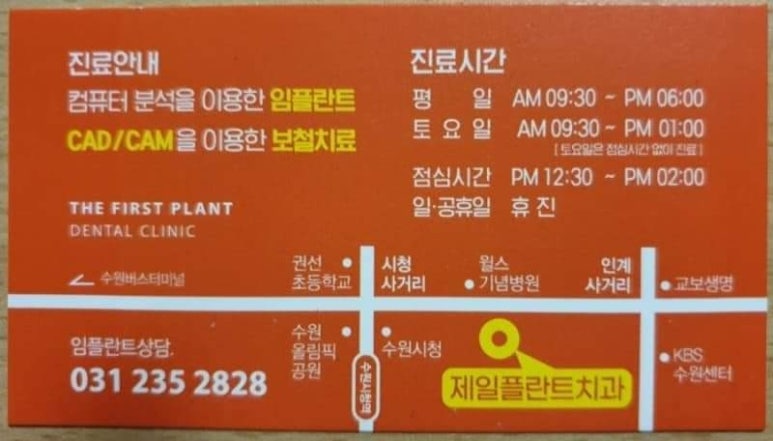 진료안내
컴퓨터 분석을 이용한 임플란트
CAD/CAM을 이용한 보철치료
THE FIRST PLANT
DENTAL CLINIC
진료시간
평 일 AM 09:30 ~ PM 06:00
토 요 일 AM 09:30 ~ PM 01:00
[ 토요일은 점심시간 없이 진료 ]
점심시간 PM 12:30 ~ PM 02:00
일·공휴일 휴 진
수원버스터미널
권선
초등학교
시청
사거리
윌스
기념병원
인계
사거리
교보생명
수원
올림픽
공원
수원시청
수원시청역
제일플란트치과
KBS
수원센터
임플란트상담.
031 235 2828